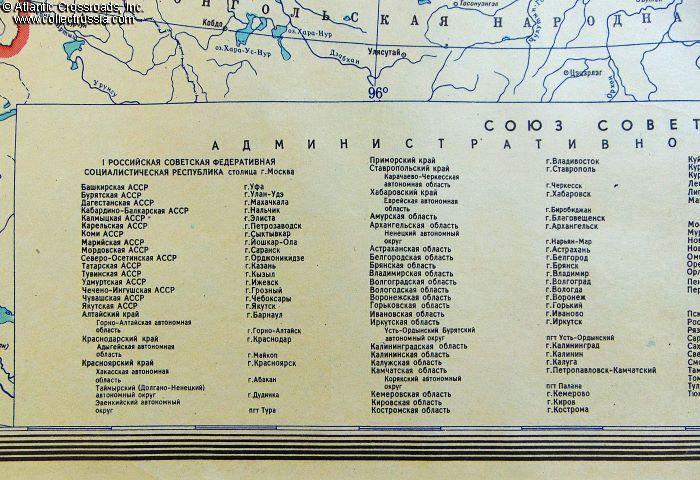 © Atlantic Crossroads, Inc.
© www.collectrussia.com
ОЛЬСКАЯ НАРОДНА
Кобдо
оз.Хара-Нур
оз.Хара-Ус-Нур
Дзабхан
Улясутай
Тасонуэнгил
Цэцэрлэг
Орхон
Урунгу
96°
СОЮЗ СОВЕТ
АДМИНИСТРАТИВНО
I РОССИЙСКАЯ СОВЕТСКАЯ ФЕДЕРАТИВНАЯ
СОЦИАЛИСТИЧЕСКАЯ РЕСПУБЛИКА столица г.Москва
Башкирская АССР г.Уфа
Бурятская АССР г.Улан-Удэ
Дагестанская АССР г.Махачкала
Кабардино-Балкарская АССР г.Нальчик
Калмыцкая АССР г.Элиста
Карельская АССР г.Петрозаводск
Коми АССР г.Сыктывкар
Марийская АССР г.Йошкар-Ола
Мордовская АССР г.Саранск
Северо-Осетинская АССР г.Орджоникидзе
Татарская АССР г.Казань
Тувинская АССР г.Кызыл
Удмуртская АССР г.Ижевск
Чечено-Ингушская АССР г.Грозный
Чувашская АССР г.Чебоксары
Якутская АССР г.Якутск
Алтайский край г.Барнаул
Горно-Алтайская автономная
область г.Горно-Алтайск
Краснодарский край г.Краснодар
Адыгейская автономная
область г.Майкоп
Красноярский край г.Красноярск
Хакасская автономная
область г.Абакан
Таймырский (Долгано-Ненецкий)
автономный округ г.Дудинка
Эвенкийский автономный
округ пгт Тура
Приморский край г.Владивосток
Ставропольский край г.Ставрополь
Карачаево-Черкесская
автономная область г.Черкесск
Хабаровский край г.Хабаровск
Еврейская автономная
область г.Биробиджан
Амурская область г.Благовещенск
Архангельская область г.Архангельск
Ненецкий автономный
округ г.Нарьян-Мар
Астраханская область г.Астрахань
Белгородская область г.Белгород
Брянская область г.Брянск
Владимирская область г.Владимир
Волгоградская область г.Волгоград
Вологодская область г.Вологда
Воронежская область г.Воронеж
Горьковская область г.Горький
Ивановская область г.Иваново
Иркутская область г.Иркутск
Усть-Ордынский Бурятский
автономный округ пгт Усть-Ордынский
Калининградская область г.Калининград
Калининская область г.Калинин
Калужская область г.Калуга
Камчатская область г.Петропавловск-Камчатский
Корякский автономный
округ пгт Палана
Кемеровская область г.Кемерово
Кировская область г.Киров
Костромская область г.Кострома